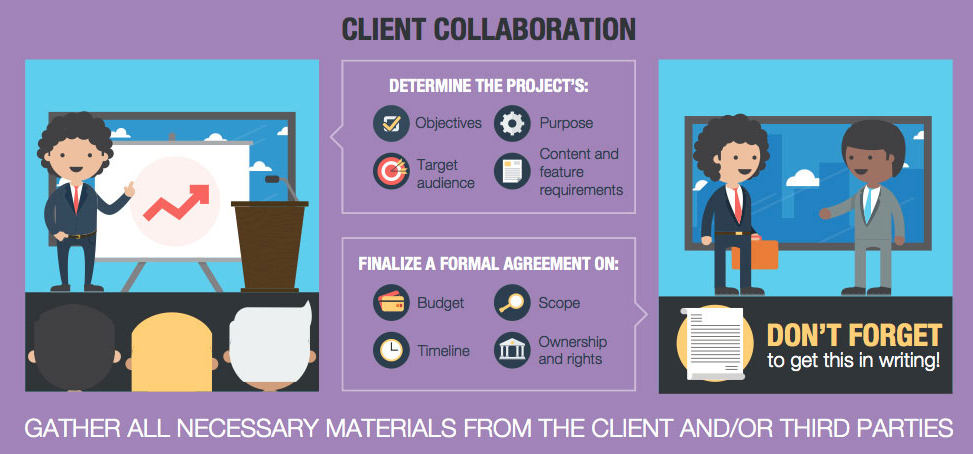 CLIENT COLLABORATION
DETERMINE THE PROJECT'S:
Objectives
Purpose
Target
audience
Content and
feature
requirements
FINALIZE A FORMAL AGREEMENT ON:
Budget
Scope
Timeline
Ownership
and rights
DON'T FORGET
to get this in writing!
GATHER ALL NECESSARY MATERIALS FROM THE CLIENT AND/OR THIRD PARTIES